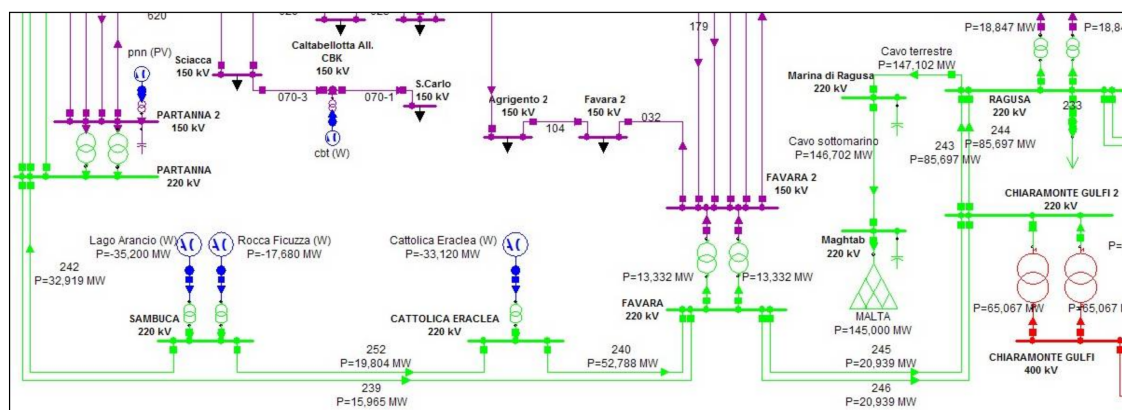 620
179
P=18,847 MW
P=18,84
pnn (PV)
Sciacca
150 kV
Caltabellotta All.
CBK
150 kV
070-3
070-1
S.Carlo
150 kV
cbt (W)
PARTANNA 2
150 kV
PARTANNA
220 kV
Agrigento 2
150 kV
104
Favara 2
150 kV
032
FAVARA 2
150 kV
Cavo terrestre
P=147,102 MW
Marina di Ragusa
220 kV
RAGUSA
220 kV
233
Cavo sottomarino
P=146,702 MW
243
P=85,697 MW
244
P=85,697 MW
CHIARAMONTE GULFI 2
220 kV
Maghtab
220 kV
MALTA
P=145,000 MW
P=65,067 MW
P=65,067 MW
CHIARAMONTE GULFI
400 kV
Lago Arancio (W)
P=-35,200 MW
Rocca Ficuzza (W)
P=-17,680 MW
Cattolica Eraclea (W)
P=-33,120 MW
P=13,332 MW
P=13,332 MW
FAVARA
220 kV
242
P=32,919 MW
SAMBUCA
220 kV
CATTOLICA ERACLEA
220 kV
252
P=19,804 MW
240
P=52,788 MW
245
P=20,939 MW
239
P=15,965 MW
246
P=20,939 MW